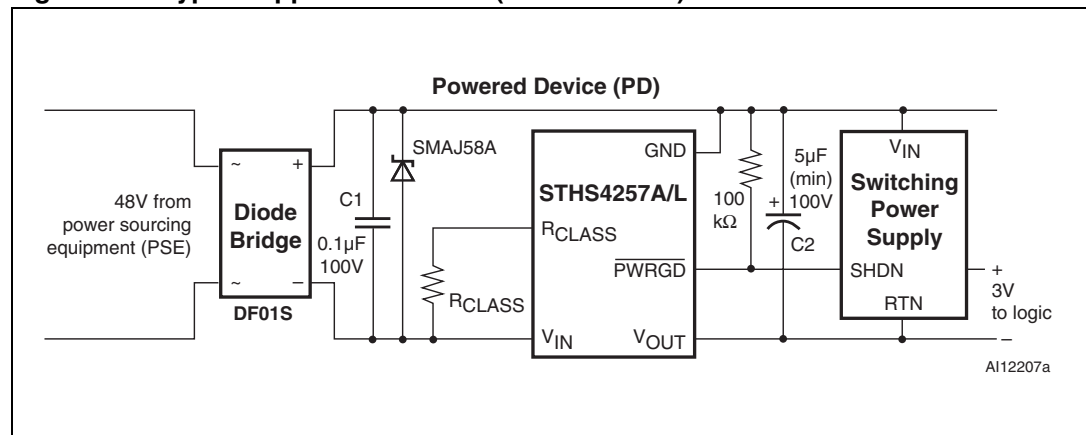 Powered Device (PD)
48V from
power sourcing
equipment (PSE)
~ +
Diode
Bridge
~ –
DF01S
C1
0.1µF
100V
SMAJ58A
RCLASS
STHS4257A/L
GND
RCLASS
PWRGD
VIN
VOUT
100
kΩ
5µF
(min)
100V
+
C2
VIN
Switching
Power
Supply
SHDN
RTN
+
3V
to logic
–
AI12207a